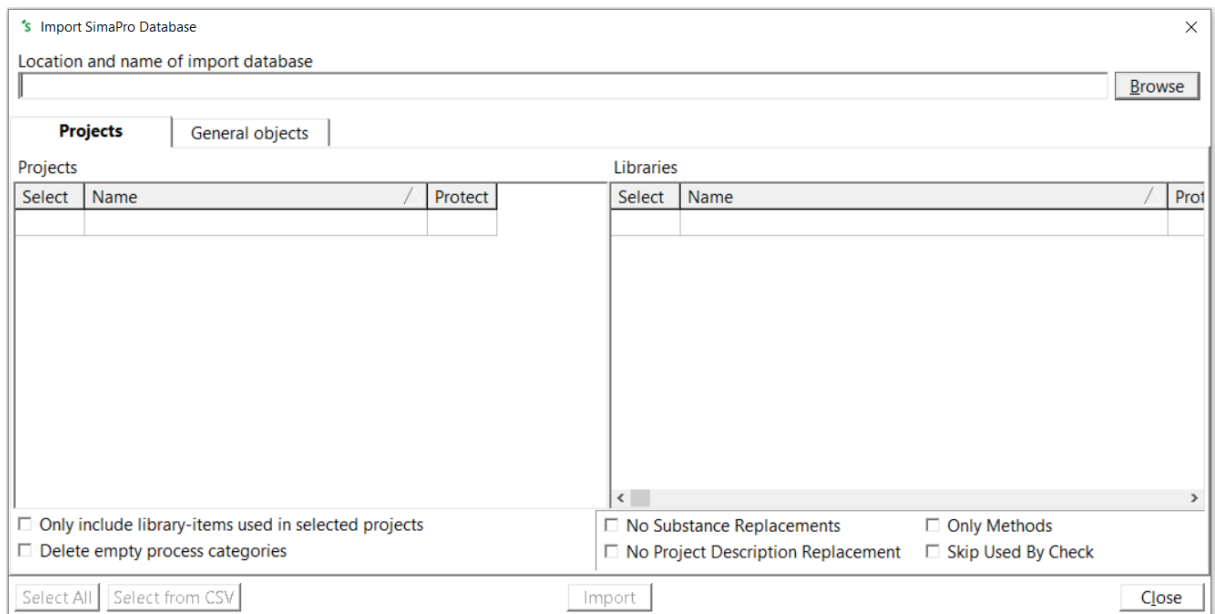 Import SimaPro Database
Location and name of import database
Browse
Projects General objects
Projects Libraries
Select Name Protect Select Name Prot
Only include library-items used in selected projects No Substance Replacements Only Methods
Delete empty process categories No Project Description Replacement Skip Used By Check
Select All Select from CSV Import Close